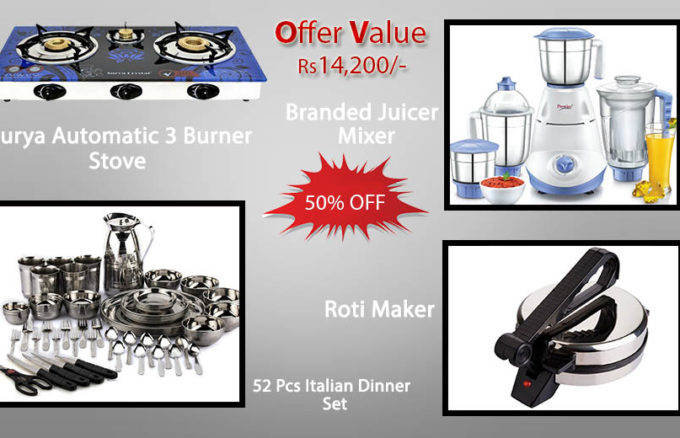 Offer Value
Rs14,200/-
urya Automatic 3 Burner
Stove
Branded Juicer
Mixer
50% OFF
Roti Maker
52 Pcs Italian Dinner
Set